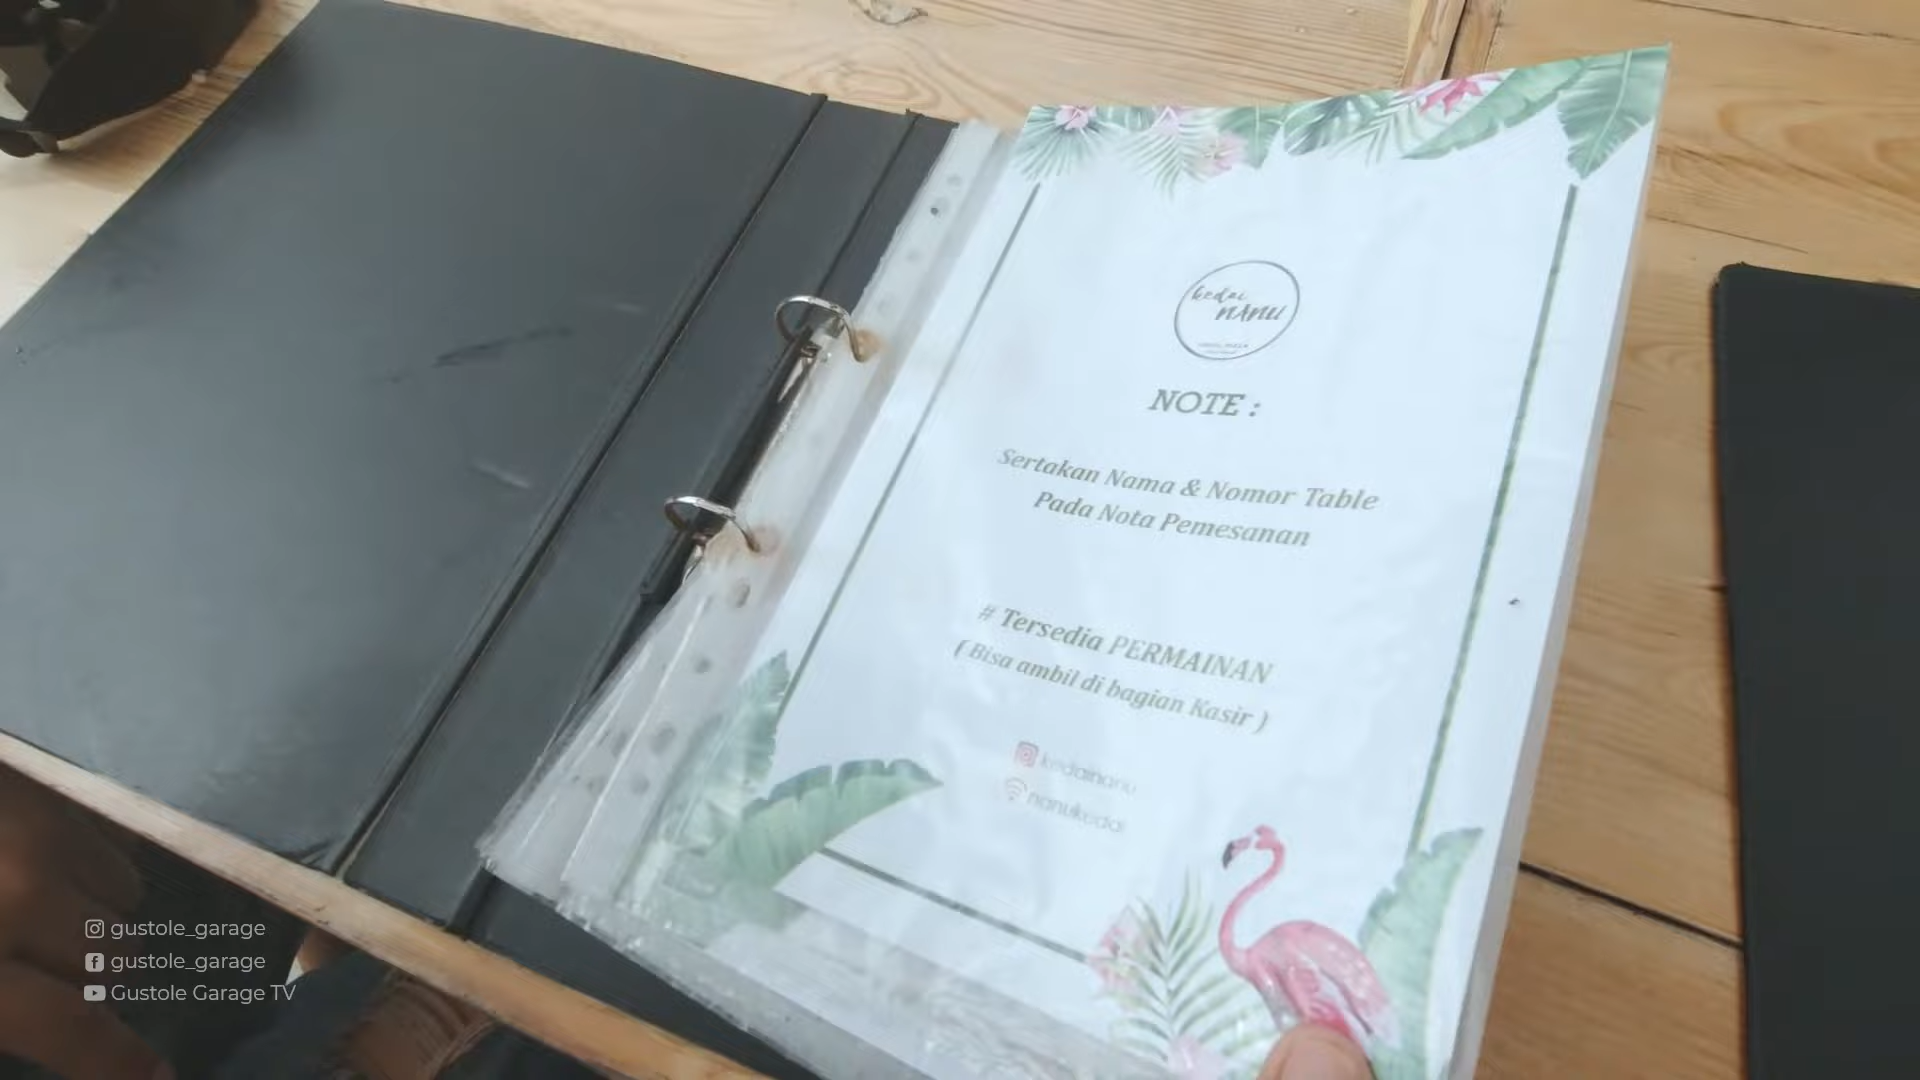 kedai
nanu
NOTE :
Sertakan Nama & Nomor Table
Pada Nota Pemesanan
# Tersedia PERMAINAN
( Bisa ambil di bagian Kasir )
kedainanu
nanukedai
gustole_garage
gustole_garage
Gustole Garage TV